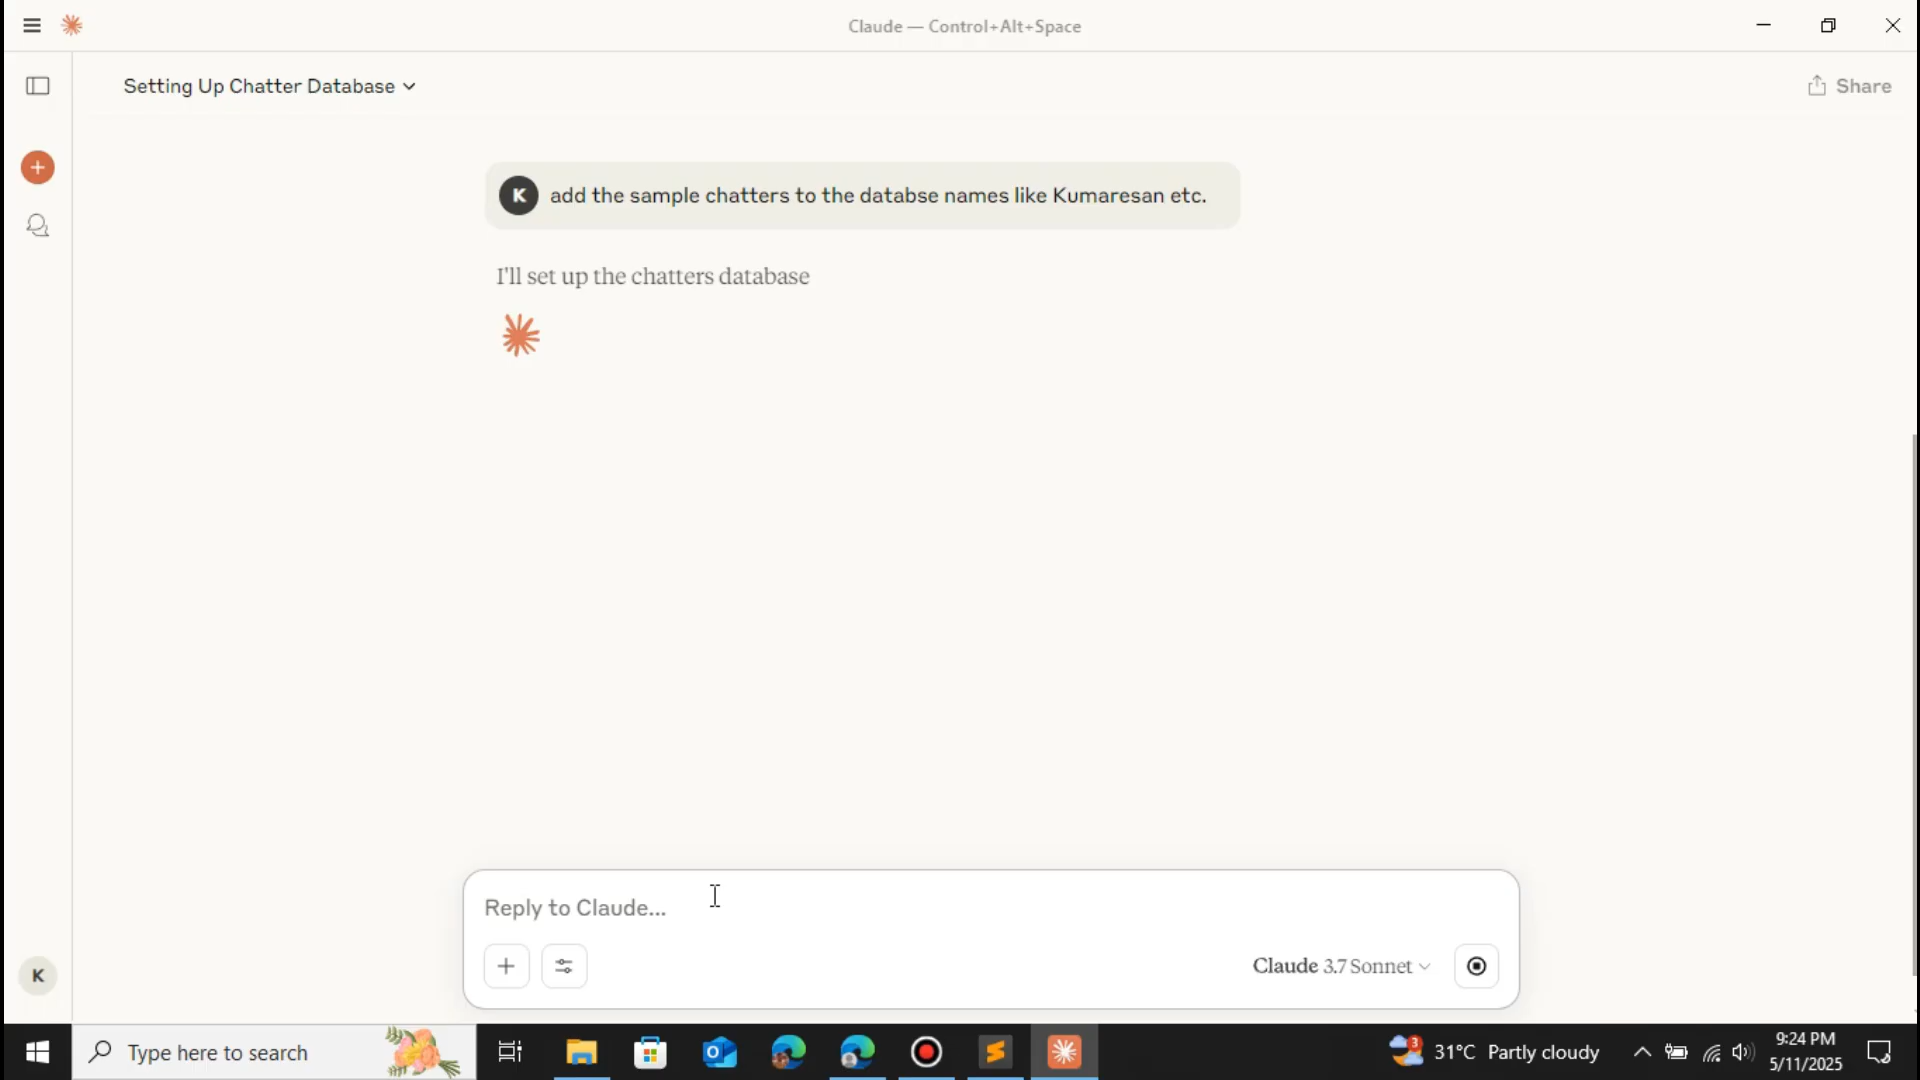 Claude — Control+Alt+Space
Setting Up Chatter Database
Share
K add the sample chatters to the databse names like Kumaresan etc.
I'll set up the chatters database
Reply to Claude...
Claude 3.7 Sonnet
K
Type here to search
3
31°C Partly cloudy
9:24 PM
5/11/2025